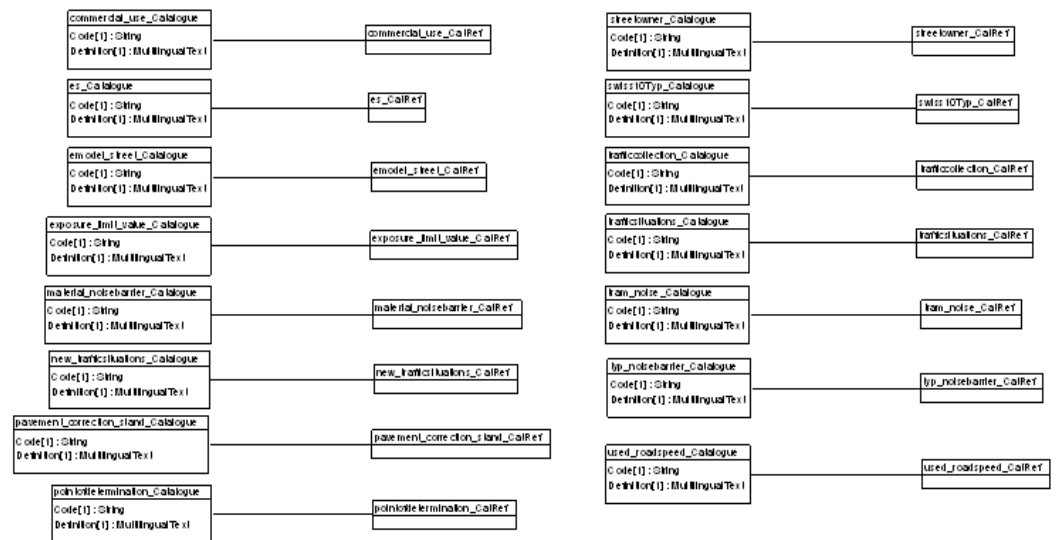 commercial_use_Catalogue
Code[1] : String
Definition[1] : MultilingualText
commercial_use_CatRef
es_Catalogue
Code[1] : String
Definition[1] : MultilingualText
es_CatRef
emodel_street_Catalogue
Code[1] : String
Definition[1] : MultilingualText
emodel_street_CatRef
exposure_limit_value_Catalogue
Code[1] : String
Definition[1] : MultilingualText
exposure_limit_value_CatRef
material_noisebarrier_Catalogue
Code[1] : String
Definition[1] : MultilingualText
material_noisebarrier_CatRef
new_trafficsituations_Catalogue
Code[1] : String
Definition[1] : MultilingualText
new_trafficsituations_CatRef
pavement_correction_stand_Catalogue
Code[1] : String
Definition[1] : MultilingualText
pavement_correction_stand_CatRef
pointofdetermination_Catalogue
Code[1] : String
Definition[1] : MultilingualText
pointofdetermination_CatRef
streetowner_Catalogue
Code[1] : String
Definition[1] : MultilingualText
streetowner_CatRef
swiss10Typ_Catalogue
Code[1] : String
Definition[1] : MultilingualText
swiss10Typ_CatRef
trafficcollection_Catalogue
Code[1] : String
Definition[1] : MultilingualText
trafficcollection_CatRef
trafficsituations_Catalogue
Code[1] : String
Definition[1] : MultilingualText
trafficsituations_CatRef
tram_noise_Catalogue
Code[1] : String
Definition[1] : MultilingualText
tram_noise_CatRef
typ_noisebarrier_Catalogue
Code[1] : String
Definition[1] : MultilingualText
typ_noisebarrier_CatRef
used_roadspeed_Catalogue
Code[1] : String
Definition[1] : MultilingualText
used_roadspeed_CatRef